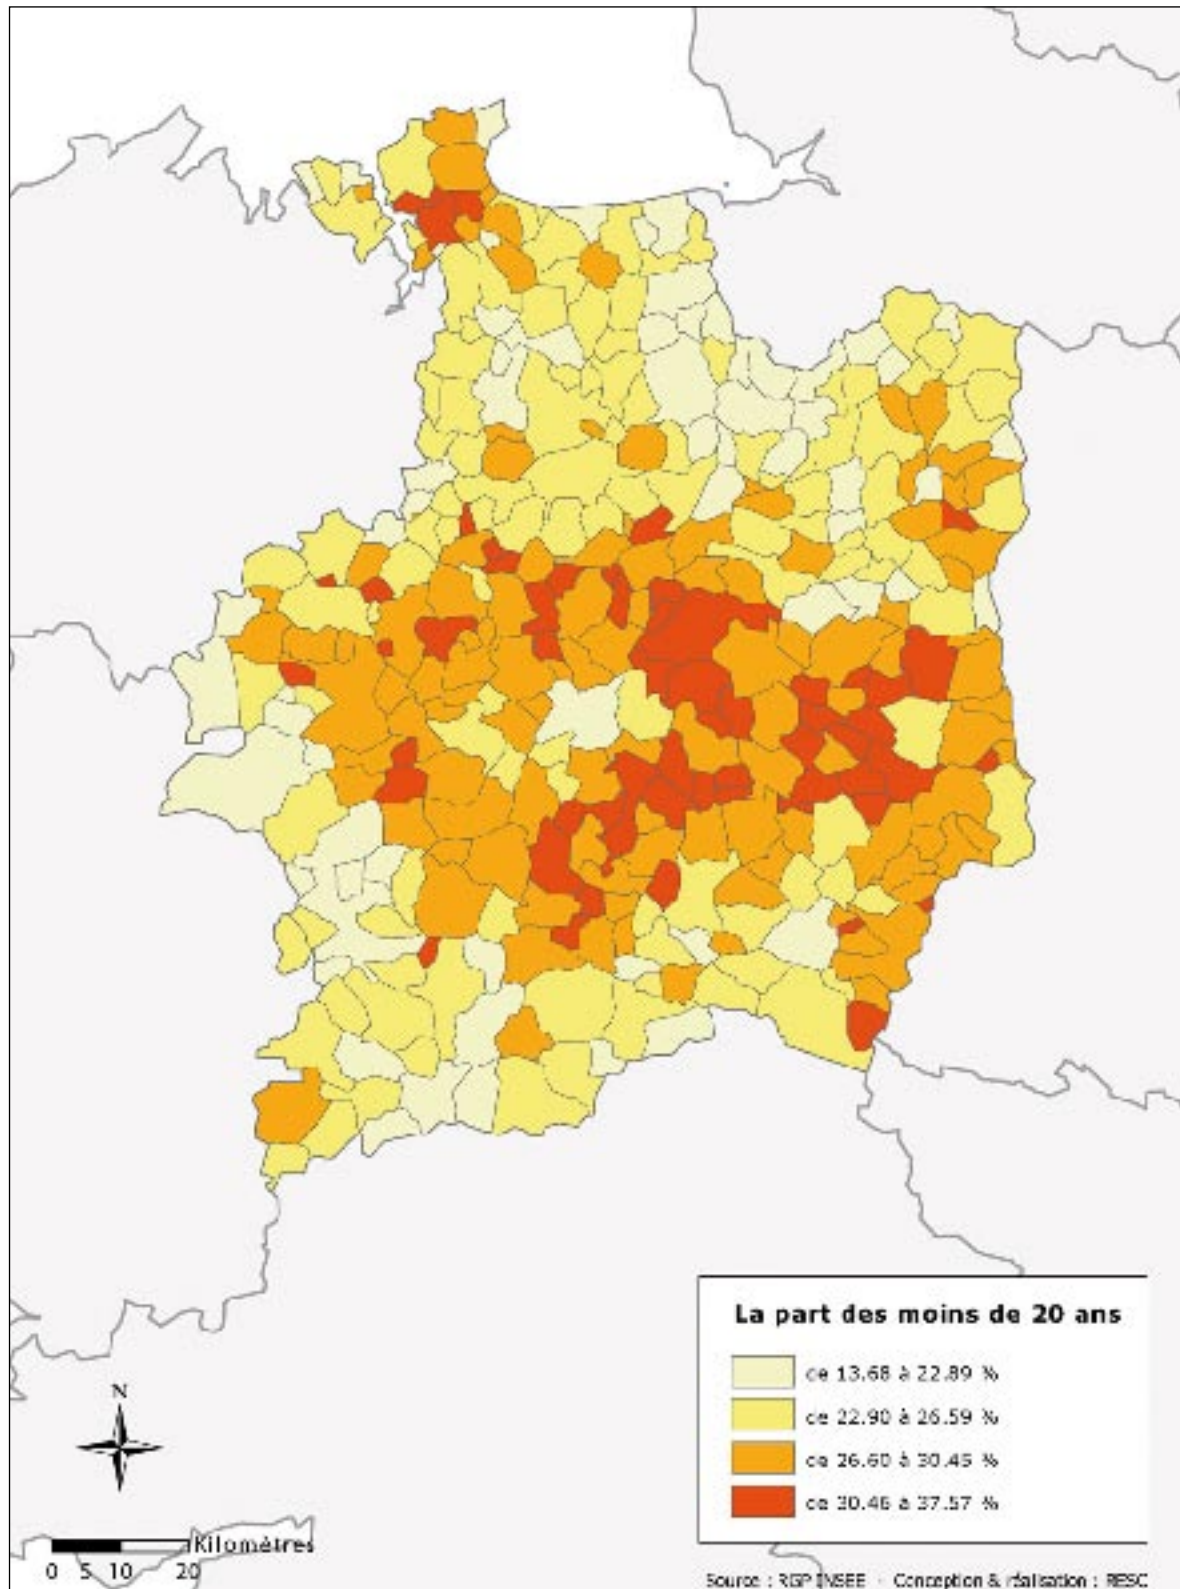 La part des moins de 20 ans
de 13.68 à 22.89 %
de 22.90 à 26.59 %
de 26.60 à 30.45 %
de 30.46 à 37.57 %
N
Kilomètres
0 5 10 20
Source : RGP INSEE - Conception & réalisation : RESO